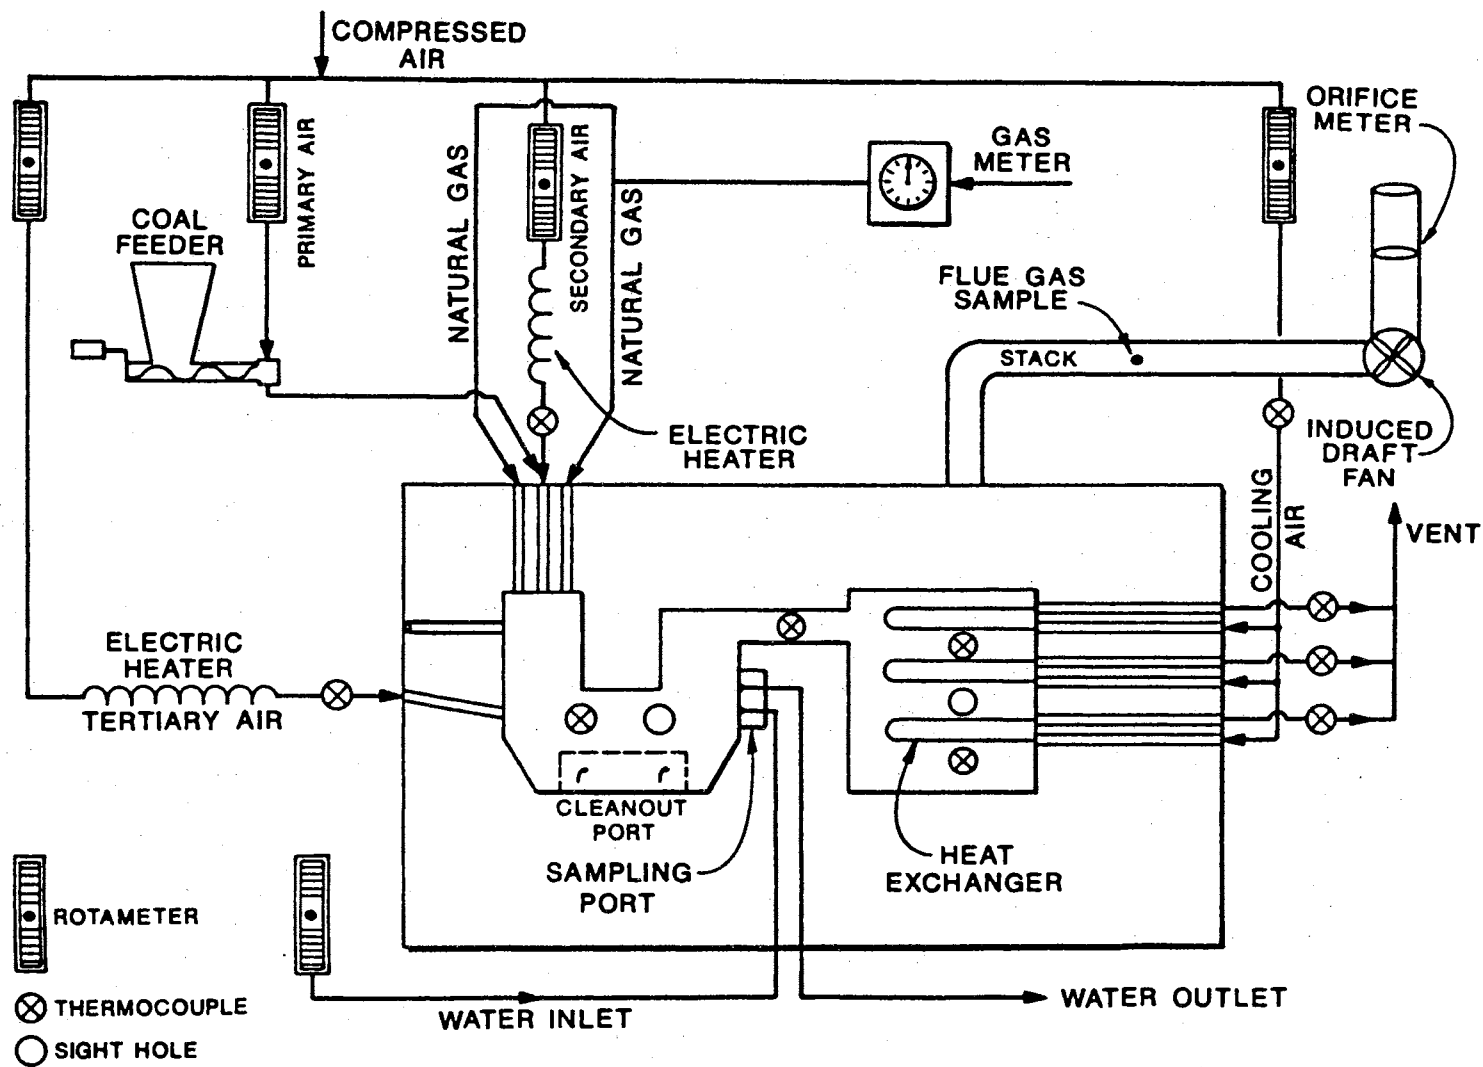 COMPRESSED
AIR
ORIFICE
METER
GAS
METER
PRIMARY AIR
NATURAL GAS
SECONDARY AIR
NATURAL GAS
COAL
FEEDER
FLUE GAS
SAMPLE
STACK
ELECTRIC
HEATER
INDUCED
DRAFT
FAN
COOLING
AIR
VENT
ELECTRIC
HEATER
TERTIARY AIR
CLEANOUT
PORT
SAMPLING
PORT
HEAT
EXCHANGER
ROTAMETER
THERMOCOUPLE
SIGHT HOLE
WATER INLET
WATER OUTLET